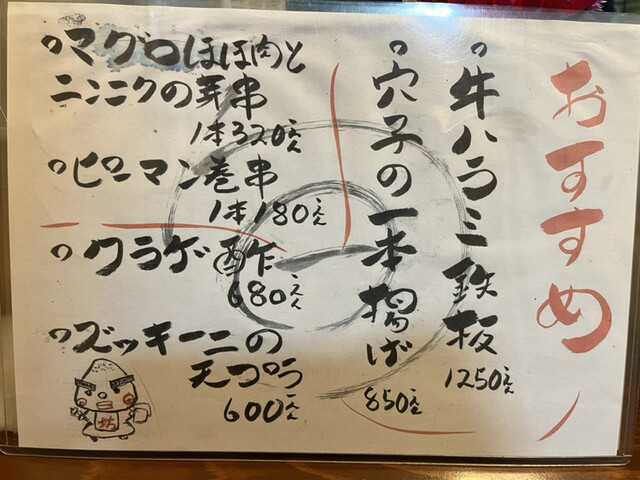 おすすめ
○牛ハラミ鉄板
1250えん
○穴子の一本揚げ
850えん
○マグロほほ肉と
ニンニクの芽串
1本320えん
○ピーマン巻串
1本180えん
○クラゲ酢
680えん
○ズッキーニの
天プラ
600えん
坊